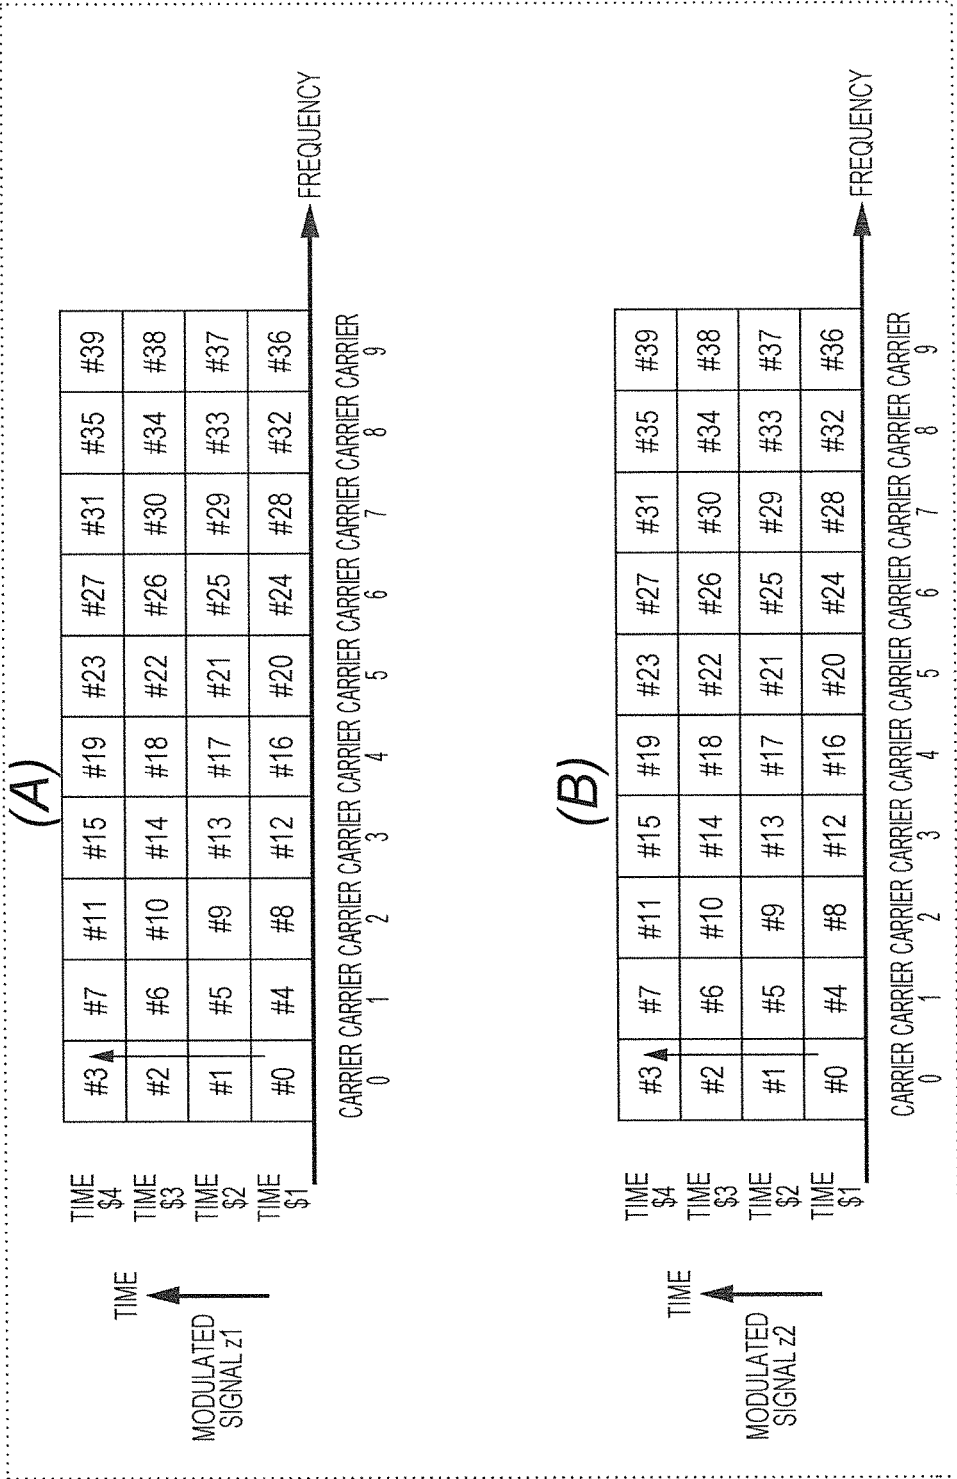 (A)
TIME
MODULATED
SIGNAL z1
TIME
$4
#3 #7 #11 #15 #19 #23 #27 #31 #35 #39
TIME
$3
#2 #6 #10 #14 #18 #22 #26 #30 #34 #38
TIME
$2
#1 #5 #9 #13 #17 #21 #25 #29 #33 #37
TIME
$1
#0 #4 #8 #12 #16 #20 #24 #28 #32 #36
FREQUENCY
CARRIER CARRIER CARRIER CARRIER CARRIER CARRIER CARRIER CARRIER CARRIER CARRIER
0 1 2 3 4 5 6 7 8 9
(B)
TIME
MODULATED
SIGNAL z2
TIME
$4
#3 #7 #11 #15 #19 #23 #27 #31 #35 #39
TIME
$3
#2 #6 #10 #14 #18 #22 #26 #30 #34 #38
TIME
$2
#1 #5 #9 #13 #17 #21 #25 #29 #33 #37
TIME
$1
#0 #4 #8 #12 #16 #20 #24 #28 #32 #36
FREQUENCY
CARRIER CARRIER CARRIER CARRIER CARRIER CARRIER CARRIER CARRIER CARRIER CARRIER
0 1 2 3 4 5 6 7 8 9